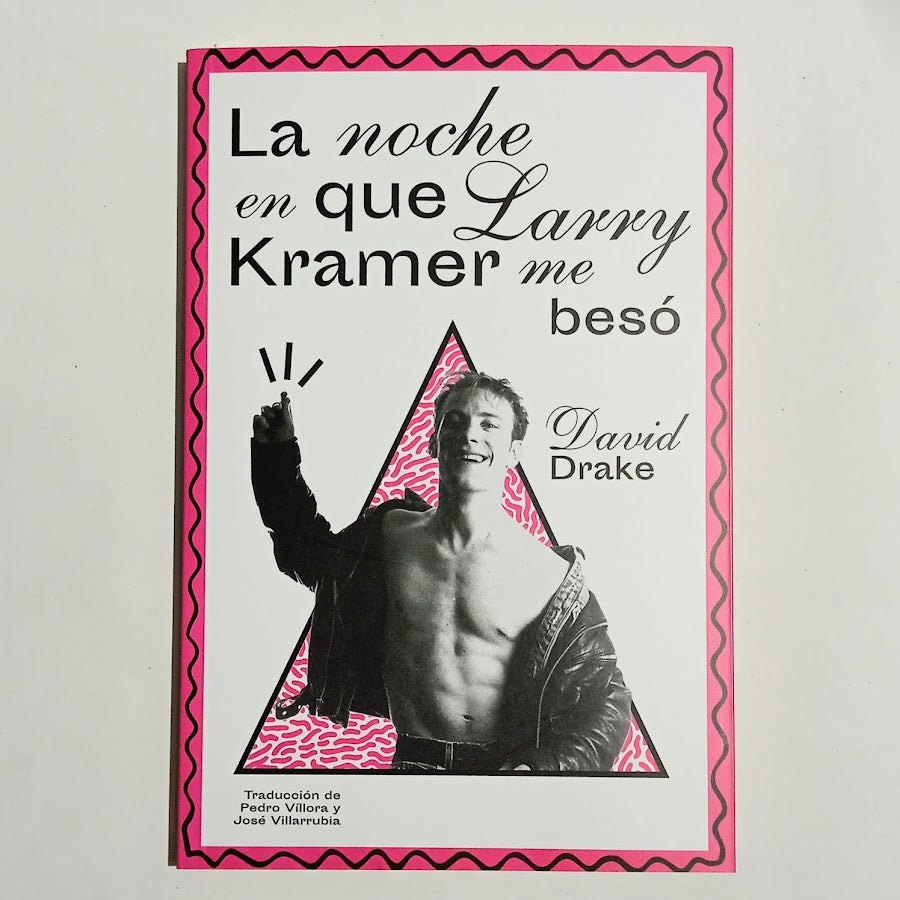 La noche
en que Larry
Kramer me
besó
David
Drake
Traducción de
Pedro Víllora y
José Villarrubia